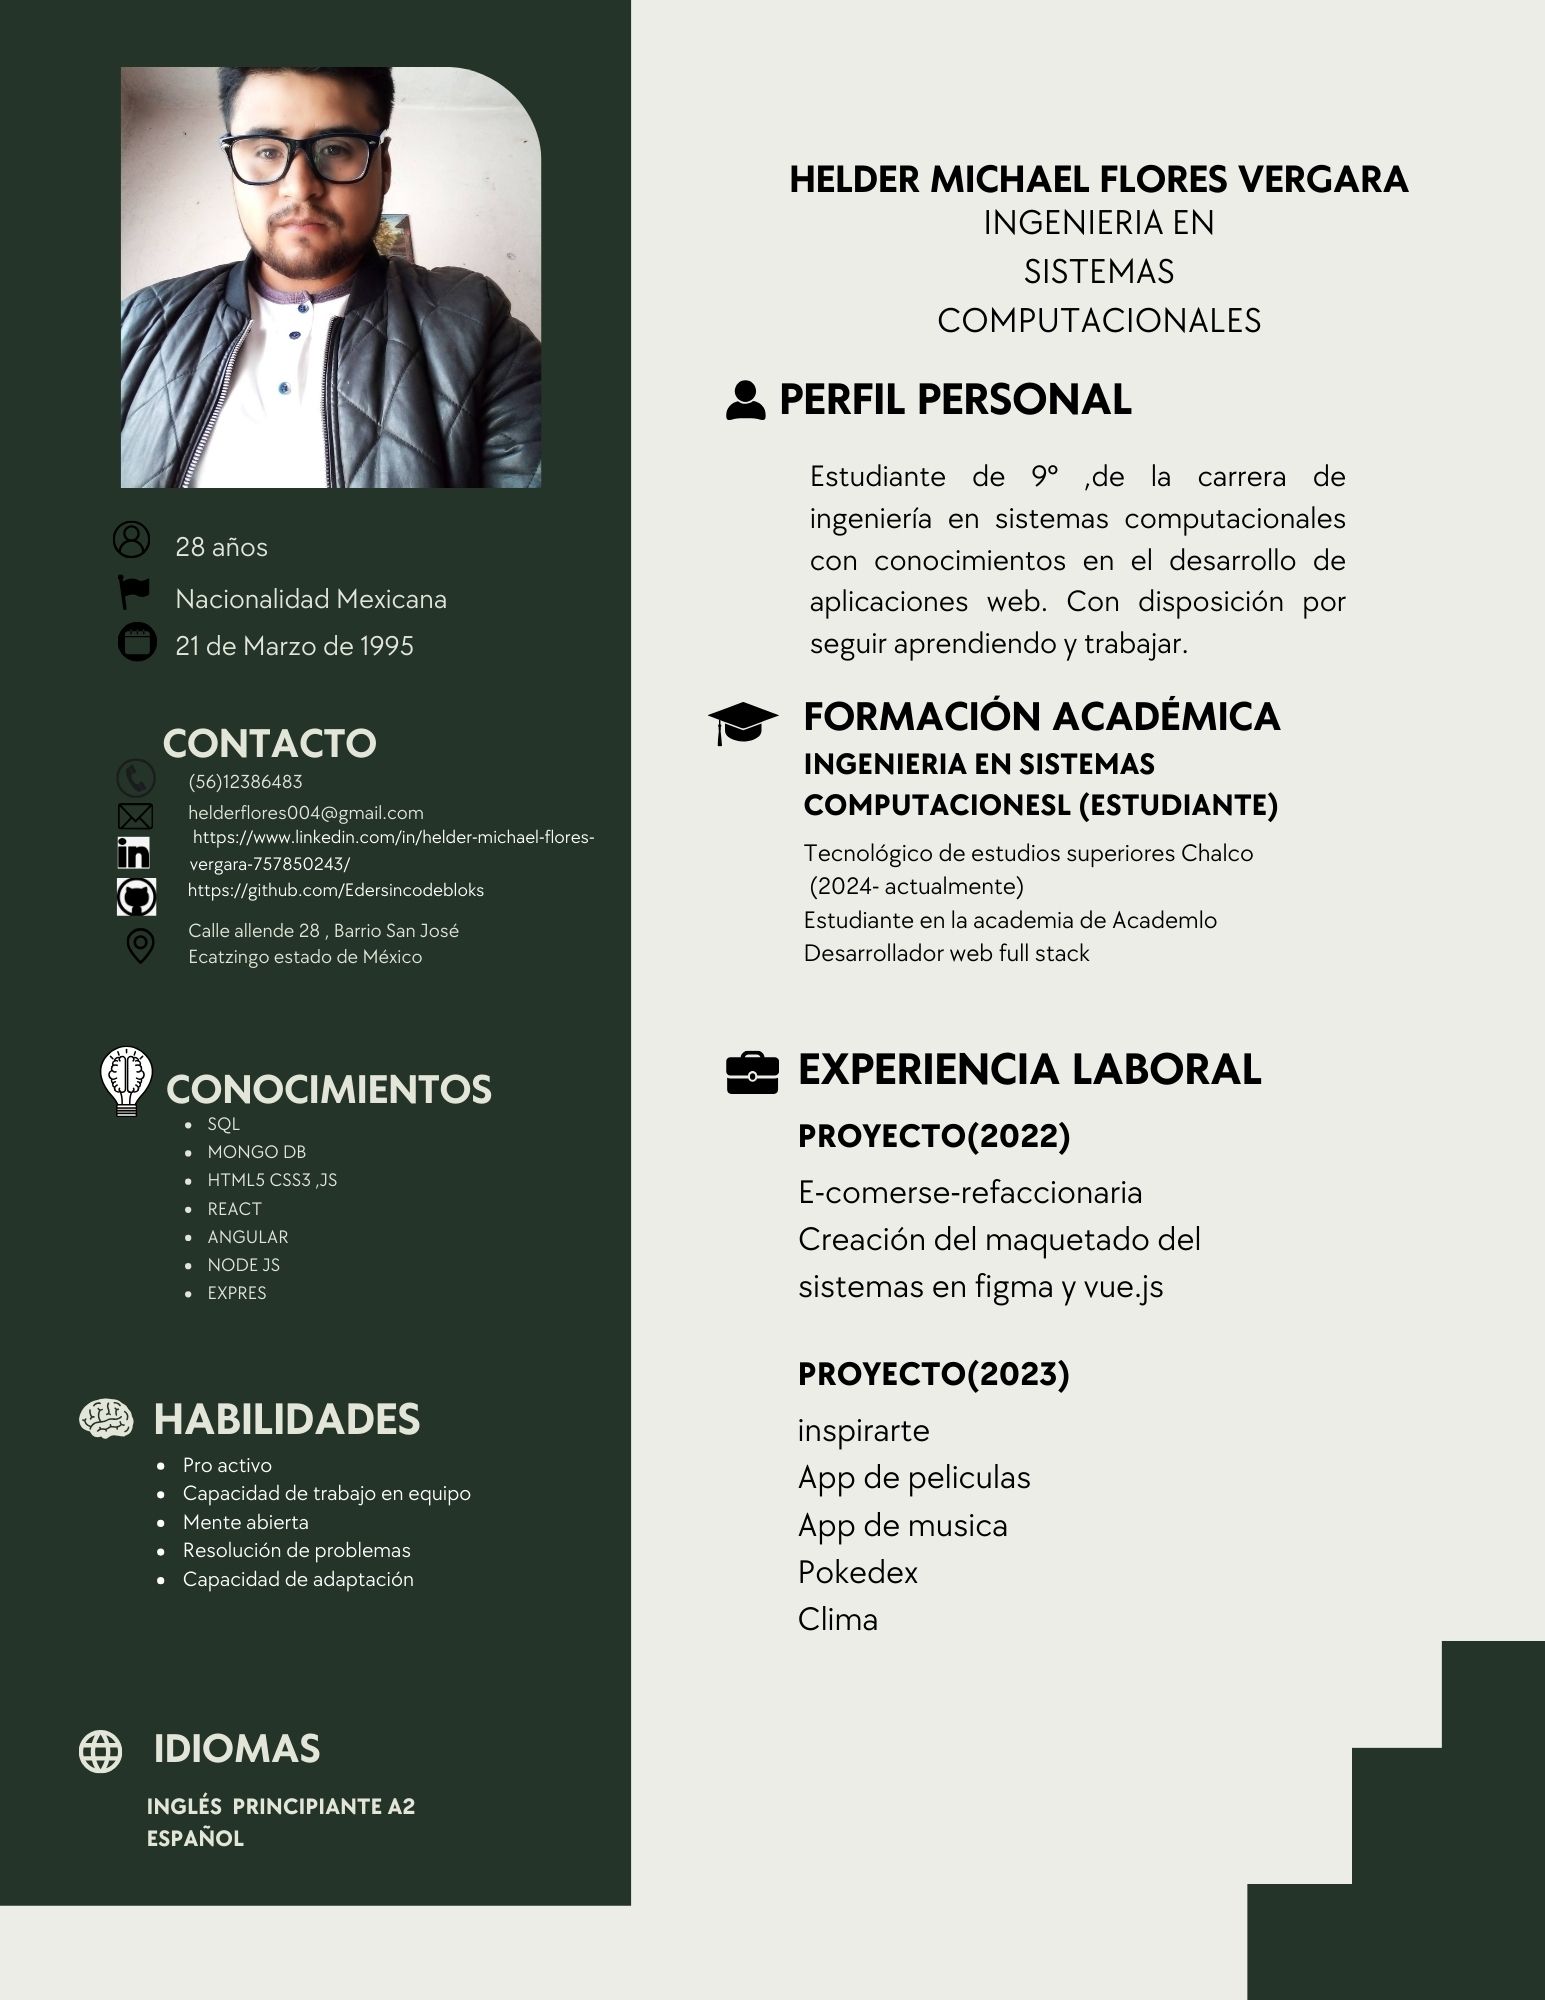 28 años
Nacionalidad Mexicana
21 de Marzo de 1995
CONTACTO
(56)12386483
helderflores004@gmail.com
https://www.linkedin.com/in/helder-michael-flores-
vergara-757850243/
https://github.com/Edersincodebloks
Calle allende 28 , Barrio San José
Ecatzingo estado de México
CONOCIMIENTOS
• SQL
• MONGO DB
• HTML5 CSS3 ,JS
• REACT
• ANGULAR
• NODE JS
• EXPRES
HABILIDADES
• Pro activo
• Capacidad de trabajo en equipo
• Mente abierta
• Resolución de problemas
• Capacidad de adaptación
IDIOMAS
INGLÉS PRINCIPIANTE A2
ESPAÑOL
HELDER MICHAEL FLORES VERGARA
INGENIERIA EN
SISTEMAS
COMPUTACIONALES
PERFIL PERSONAL
Estudiante de 9° ,de la carrera de
ingeniería en sistemas computacionales
con conocimientos en el desarrollo de
aplicaciones web. Con disposición por
seguir aprendiendo y trabajar.
FORMACIÓN ACADÉMICA
INGENIERIA EN SISTEMAS
COMPUTACIONESL (ESTUDIANTE)
Tecnológico de estudios superiores Chalco
(2024- actualmente)
Estudiante en la academia de Academlo
Desarrollador web full stack
EXPERIENCIA LABORAL
PROYECTO(2022)
E-comerse-refaccionaria
Creación del maquetado del
sistemas en figma y vue.js
PROYECTO(2023)
inspirarte
App de peliculas
App de musica
Pokedex
Clima